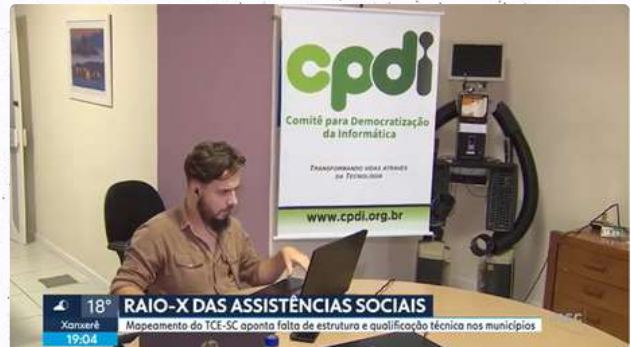 cpdi
Comitê para Democratização
da Informática
TRANSFORMANDO VIDAS ATRAVÉS
DA TECNOLOGIA
www.cpdi.org.br
18° RAIO-X DAS ASSISTÊNCIAS SOCIAIS
Xanxerê Mapeamento do TCE-SC aponta falta de estrutura e qualificação técnica nos municípios
19:04